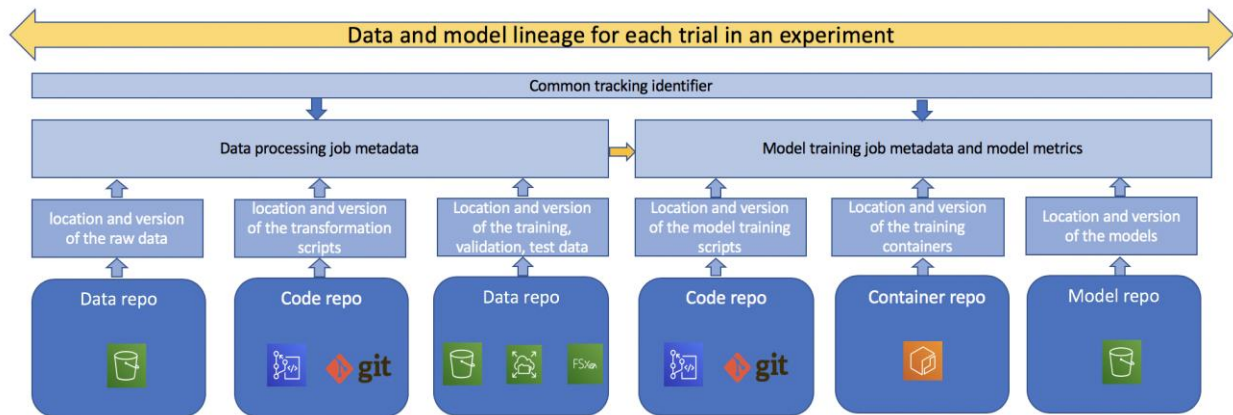 Data and model lineage for each trial in an experiment
Common tracking identifier
Data processing job metadata
Model training job metadata and model metrics
location and version
of the raw data
location and version
of the transformation
scripts
Location and version
of the training,
validation, test data
Location and version
of the model training
scripts
Location and version
of the training
containers
Location and version
of the models
Data repo
Code repo
git
Data repo
FSx
Code repo
git
Container repo
Model repo